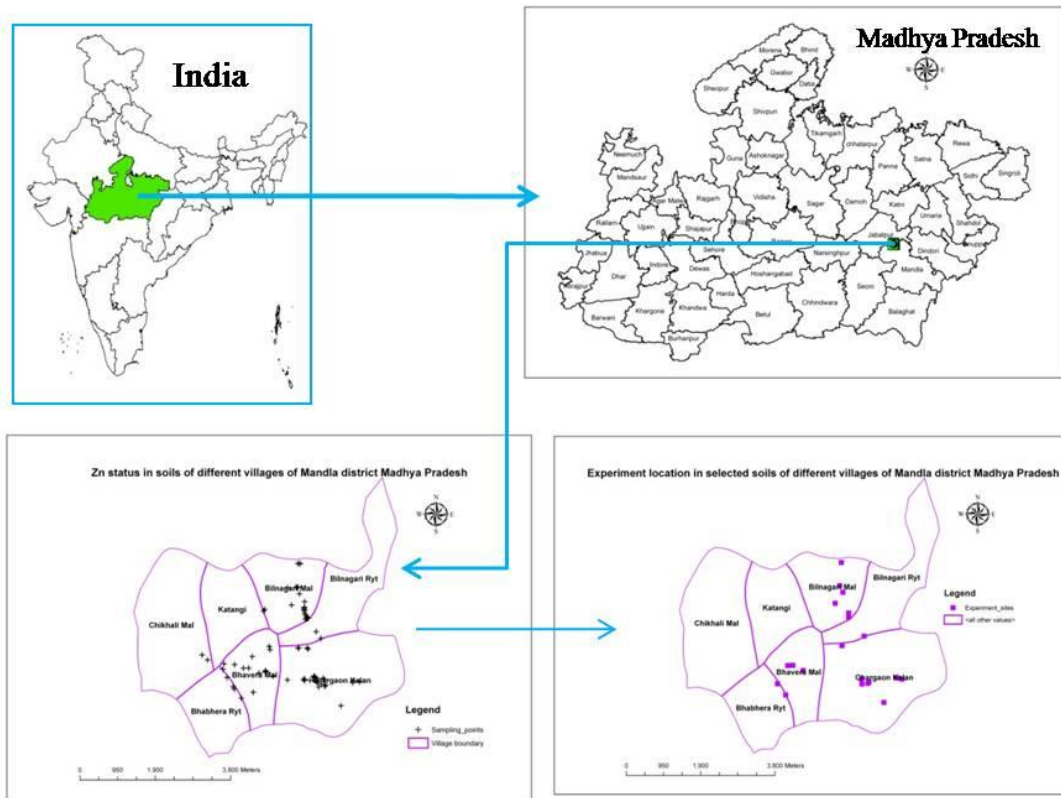 India
Madhya Pradesh
N
W E
S
Morena
Bhind
Gwalior
Datia
Sheopur
Shivpuri
Tikamgarh
chhatarpur
Panna
Satna
Rewa
Sidhi
Singroli
Neemuch
Mandsaur
Guna
Ashoknagar
Rajgarh
Vidisha
Sagar
Damoh
Katni
Umaria
Shahdol
Ratlam
Ujjain
Shajapur
Jabalpur
Dindori
Jhabua
Dhar
Indore
Dewas
Sehore
Hoshangabad
Narsinghpur
Mandla
Seoni
Barwani
Khargone
Khandwa
Harda
Betul
Chhindwara
Balaghat
Burhanpur
Zn status in soils of different villages of Mandla district Madhya Pradesh
N
W E
S
Bilnagari Mal
Bilnagari Ryt
Katangi
Chikhali Mal
Bhavera Mal
Bhabhera Ryt
Legend
Sampling_points
Village boundary
0 950 1,900 3,800 Meters
Experiment location in selected soils of different villages of Mandla district Madhya Pradesh
N
W E
S
Bilnagari Mal
Bilnagari Ryt
Katangi
Chikhali Mal
Legend
Experiment_sites
<all other values>
Bhavera Mal
Chargaon Kalan
Bhabhera Ryt
0 950 1,900 3,800 Meters